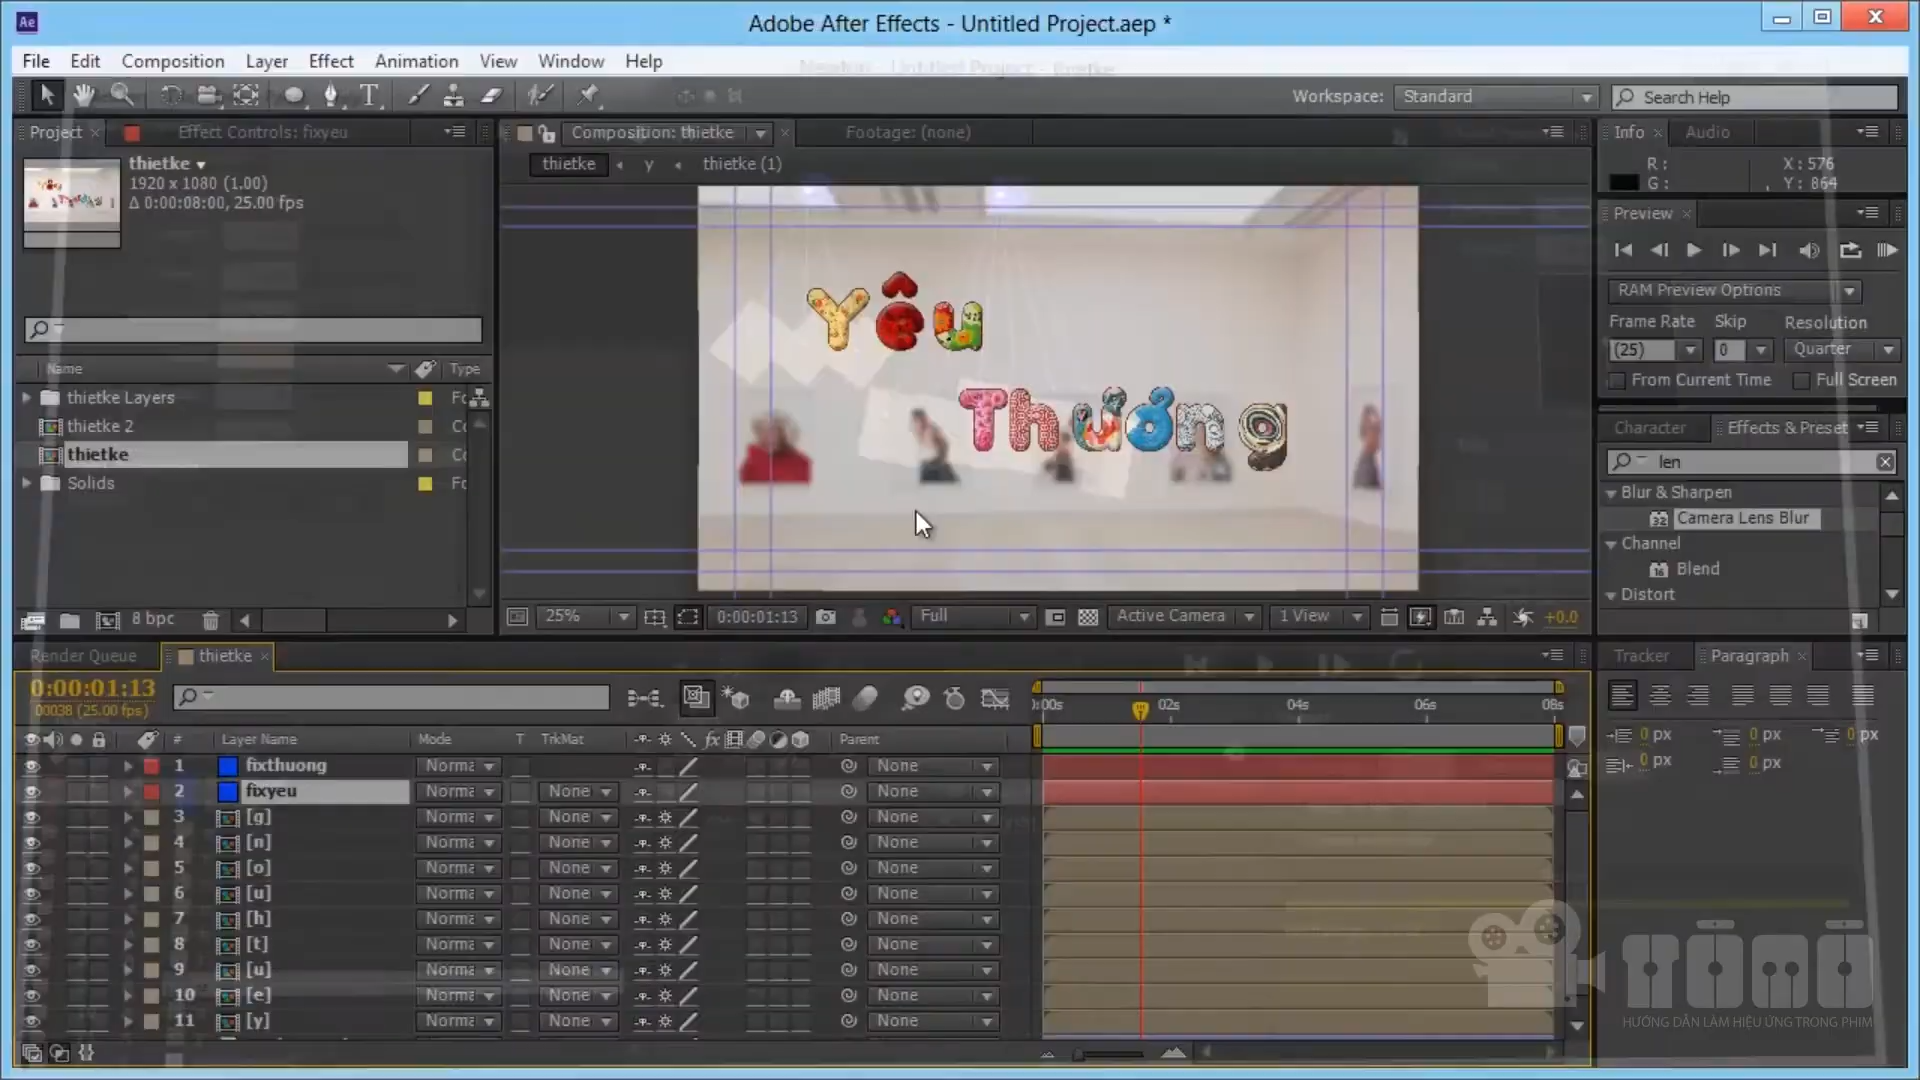 Ae
Adobe After Effects - Untitled Project.aep *
File Edit Composition Layer Effect Animation View Window Help
Workspace: Standard
Search Help
Project
Effect Controls: fixyeu
Composition: thietke
Footage: (none)
Info
Audio
thietke
1920 x 1080 (1.00)
Δ 0:00:08:00, 25.00 fps
thietke
y
thietke (1)
R :
G :
X : 576
Y : 864
Preview
RAM Preview Options
Frame Rate
Skip
Resolution
(25)
0
Quarter
From Current Time
Full Screen
Yêu
Thương
Name
Type
thietke Layers
thietke 2
thietke
Solids
Character
Effects & Preset
len
Blur & Sharpen
Camera Lens Blur
Channel
Blend
Distort
8 bpc
25%
0:00:01:13
Full
Active Camera
1 View
+0.0
Render Queue
thietke
Tracker
Paragraph
0:00:01:13
00038 (25.00 fps)
:00s
02s
04s
06s
08s
0 px
0 px
0 px
0 px
0 px
# Layer Name Mode T TrkMat fx Parent
1 fixthuong Norma None
2 fixyeu Norma None None
3 [g] Norma None None
4 [n] Norma None None
5 [o] Norma None None
6 [u] Norma None None
7 [h] Norma None None
8 [t] Norma None None
9 [u] Norma None None
10 [e] Norma None None
11 [y] Norma None None
HƯỚNG DẪN LÀM HIỆU ỨNG TRONG PHIM